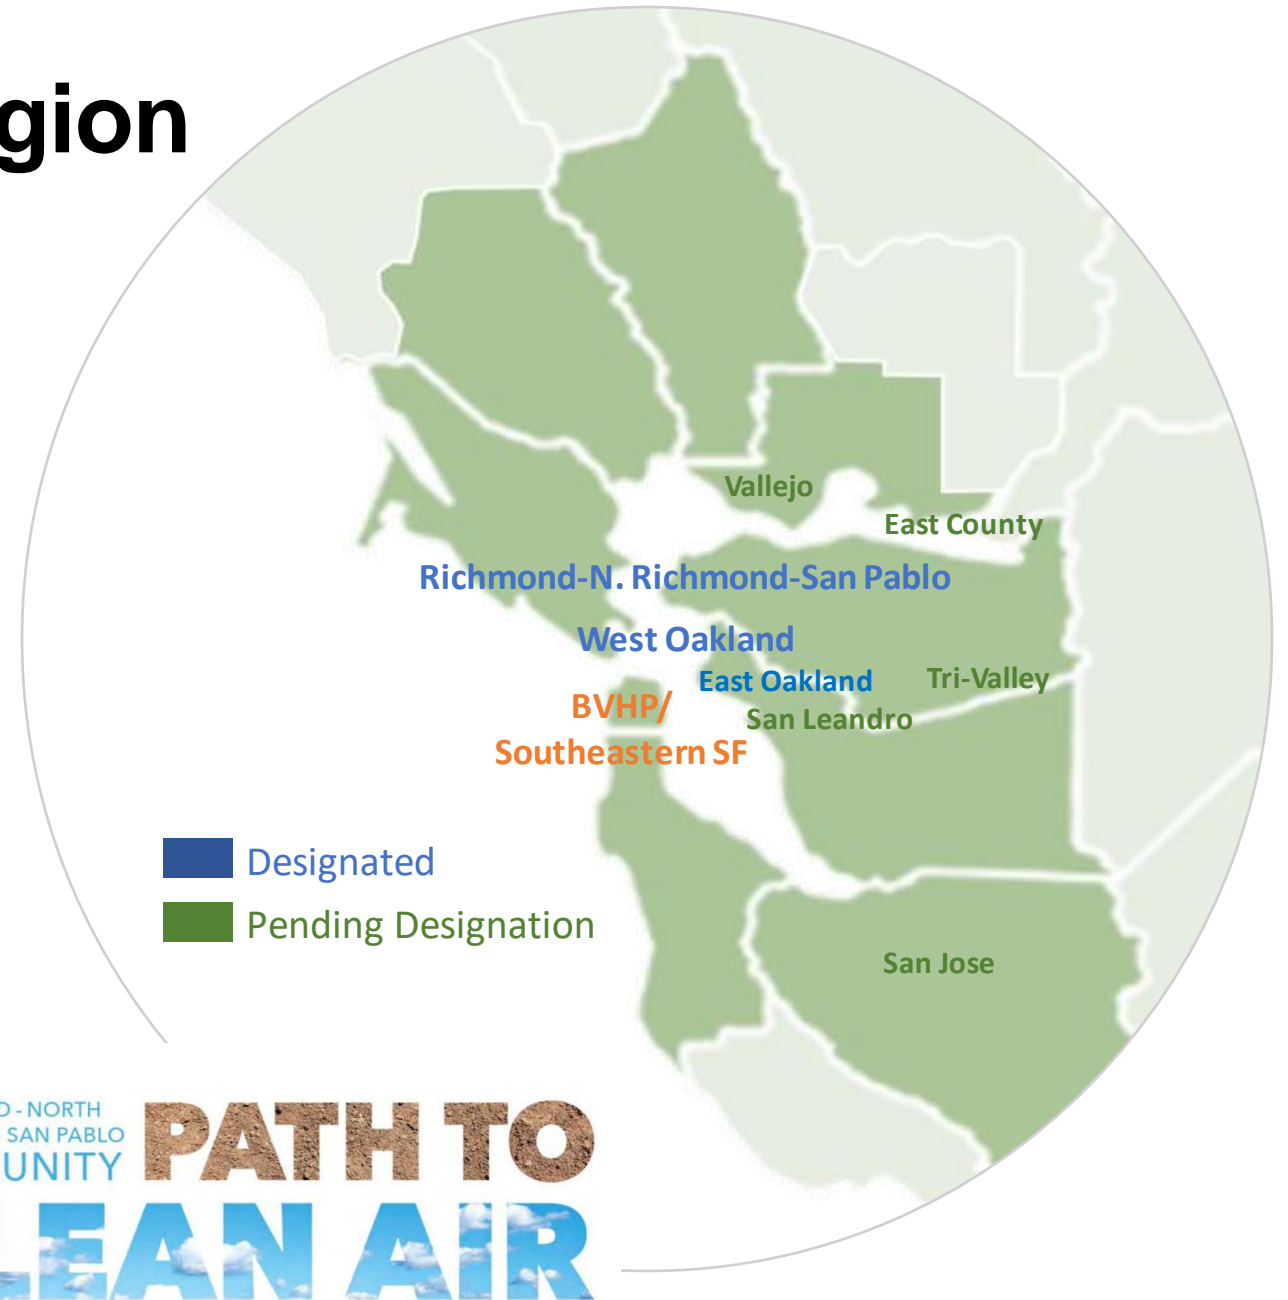 gion
Vallejo
East County
Richmond-N. Richmond-San Pablo
West Oakland
East Oakland
Tri-Valley
BVHP/
San Leandro
Southeastern SF
Designated
Pending Designation
San Jose
D - NORTH
SAN PABLO
UNITY
PATH TO
LEAN AIR